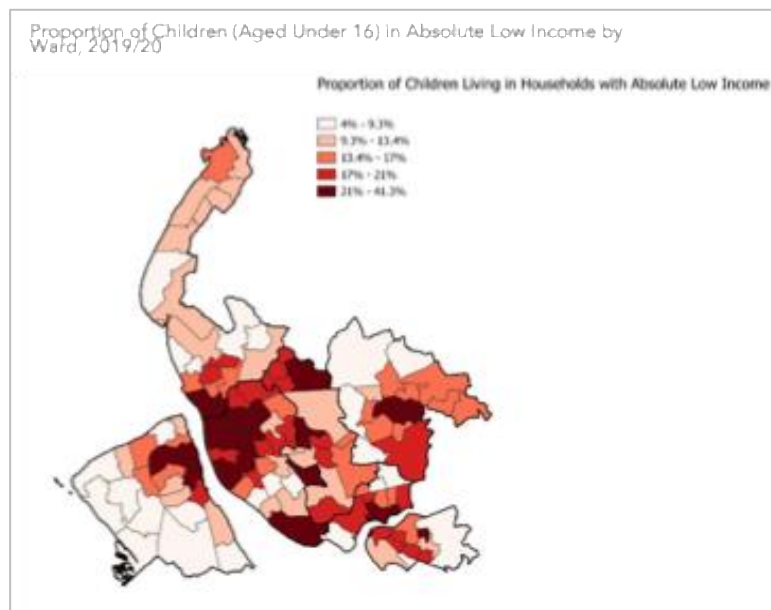 Proportion of Children (Aged Under 16) in Absolute Low Income by
Ward, 2019/20
Proportion of Children Living in Households with Absolute Low Income
4% - 9.3%
9.3% - 13.4%
13.4% - 17%
17% - 21%
21% - 41.3%